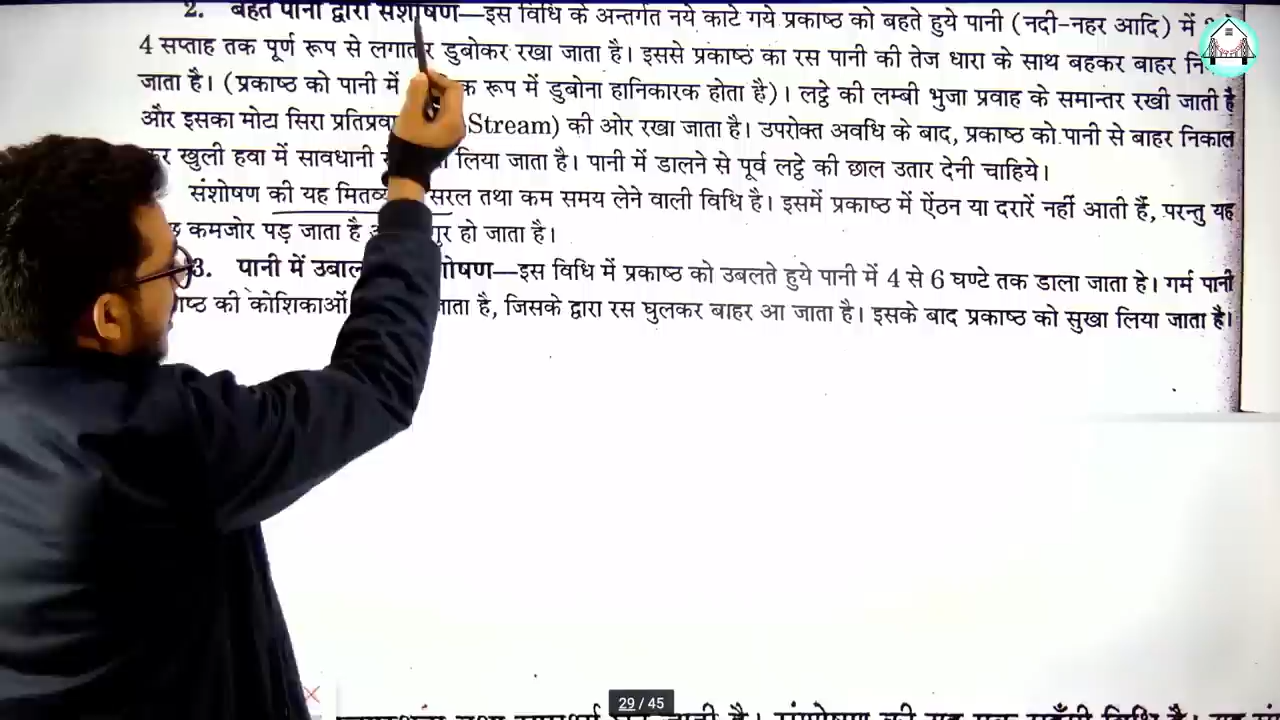 2. बहते पानी द्वारा संशोषण—इस विधि के अन्तर्गत नये काटे गये प्रकाष्ठ को बहते हुये पानी (नदी-नहर आदि) में
4 सप्ताह तक पूर्ण रूप से लगातार डुबोकर रखा जाता है। इससे प्रकाष्ठ का रस पानी की तेज धारा के साथ बहकर बाहर
जाता है। (प्रकाष्ठ को पानी में रूप में डुबोना हानिकारक होता है)। लट्ठे की लम्बी भुजा प्रवाह के समान्तर रखी जाती है
और इसका मोटा सिरा Stream) की ओर रखा जाता है। उपरोक्त अवधि के बाद, प्रकाष्ठ को पानी से बाहर निकाल
कर खुली हवा में सावधानी लिया जाता है। पानी में डालने से पूर्व लट्ठे की छाल उतार देनी चाहिये।
संशोषण की यह सरल तथा कम समय लेने वाली विधि है। इसमें प्रकाष्ठ में ऐंठन या दरारें नहीं आती हैं, परन्तु यह
कमजोर पड़ जाता है हो जाता है।
3. पानी में —इस विधि में प्रकाष्ठ को उबलते हुये पानी में 4 से 6 घण्टे तक डाला जाता हे। गर्म पानी
की कोशिकाओं जाता है, जिसके द्वारा रस घुलकर बाहर आ जाता है। इसके बाद प्रकाष्ठ को सुखा लिया जाता है।
29 / 45